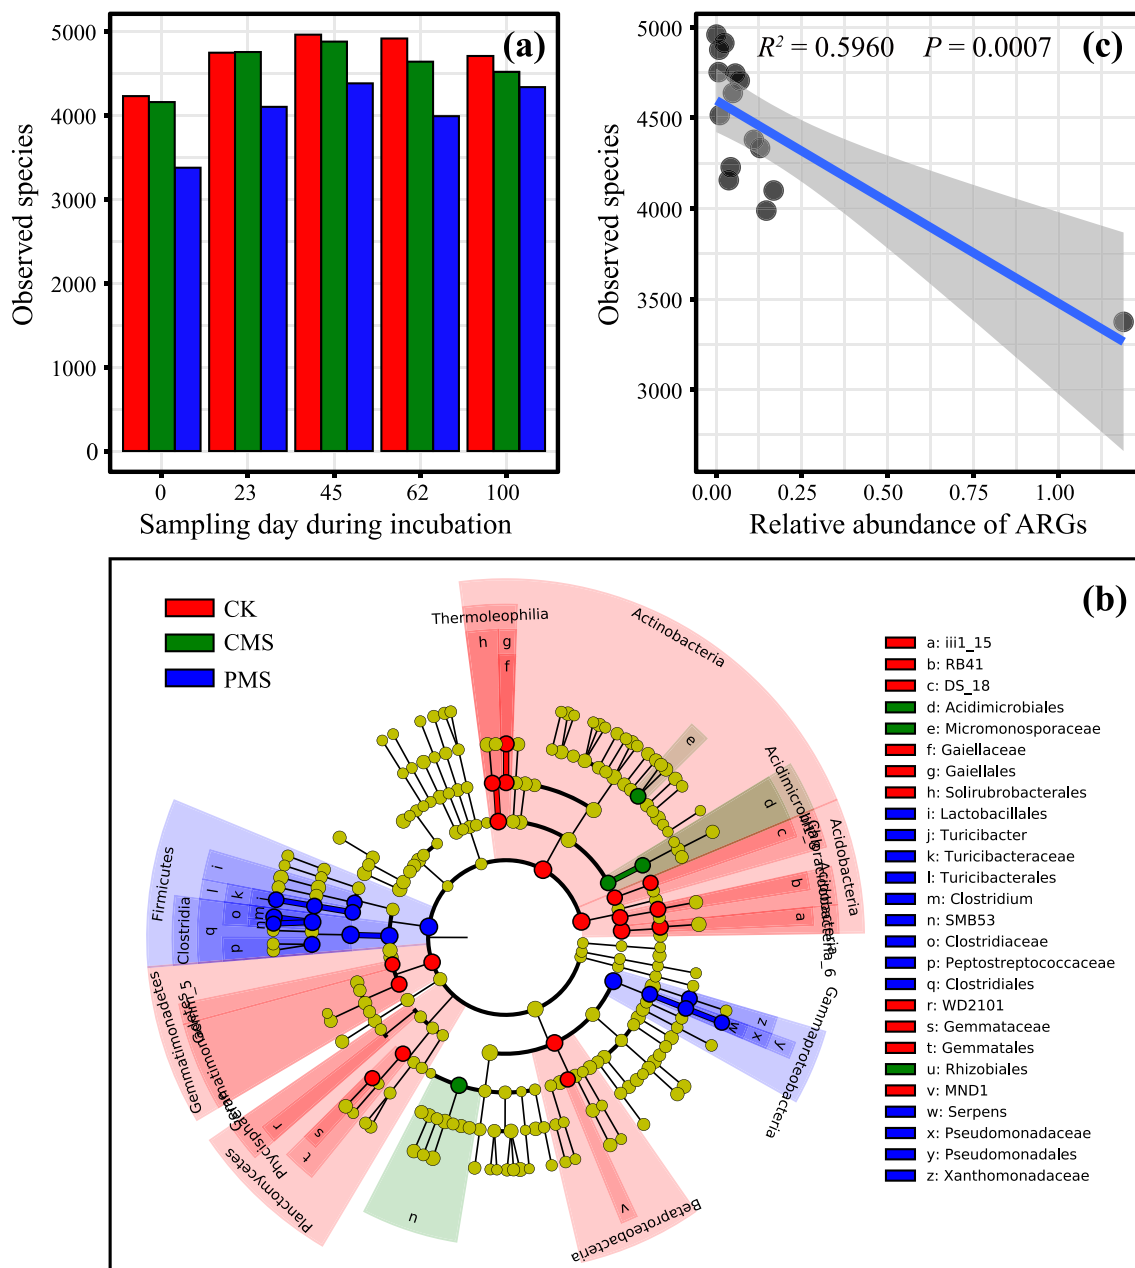 (a)
5000
4000
3000
2000
1000
0
Observed species
0 23 45 62 100
Sampling day during incubation
(c)
R² = 0.5960 P = 0.0007
5000
4500
4000
3500
3000
Observed species
0.00 0.25 0.50 0.75 1.00
Relative abundance of ARGs
(b)
CK
CMS
PMS
Thermoleophilia
h
g
f
Actinobacteria
e
Acidimicrobiia
d
c
b
a
Acidobacteria
Acidobacteria_6
Gammaproteobacteria
z
x
w
y
Betaproteobacteria
v
u
Planctomycetes
Phycisphaerae
t
s
r
Gemmatimonadetes
Gemm_5
Firmicutes
Clostridia
i
l
k
j
q
o
m
n
p
a: iii1_15
b: RB41
c: DS_18
d: Acidimicrobiales
e: Micromonosporaceae
f: Gaiellaceae
g: Gaiellales
h: Solirubrobacterales
i: Lactobacillales
j: Turicibacter
k: Turicibacteraceae
l: Turicibacterales
m: Clostridium
n: SMB53
o: Clostridiaceae
p: Peptostreptococcaceae
q: Clostridiales
r: WD2101
s: Gemmataceae
t: Gemmatales
u: Rhizobiales
v: MND1
w: Serpens
x: Pseudomonadaceae
y: Pseudomonadales
z: Xanthomonadaceae